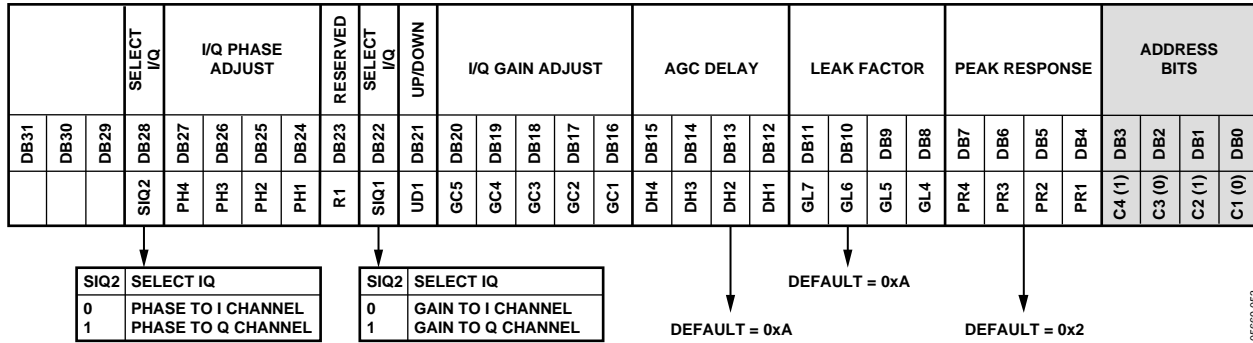 SELECT I/Q
I/Q PHASE ADJUST
RESERVED
SELECT I/Q
UP/DOWN
I/Q GAIN ADJUST
AGC DELAY
LEAK FACTOR
PEAK RESPONSE
ADDRESS BITS
DB31 DB30 DB29 DB28 DB27 DB26 DB25 DB24 DB23 DB22 DB21 DB20 DB19 DB18 DB17 DB16 DB15 DB14 DB13 DB12 DB11 DB10 DB9 DB8 DB7 DB6 DB5 DB4 DB3 DB2 DB1 DB0
SIQ2 PH4 PH3 PH2 PH1 R1 SIQ1 UD1 GC5 GC4 GC3 GC2 GC1 DH4 DH3 DH2 DH1 GL7 GL6 GL5 GL4 PR4 PR3 PR2 PR1 C4 (1) C3 (0) C2 (1) C1 (0)
SIQ2 SELECT IQ
0 PHASE TO I CHANNEL
1 PHASE TO Q CHANNEL
SIQ2 SELECT IQ
0 GAIN TO I CHANNEL
1 GAIN TO Q CHANNEL
DEFAULT = 0xA
DEFAULT = 0xA
DEFAULT = 0x2